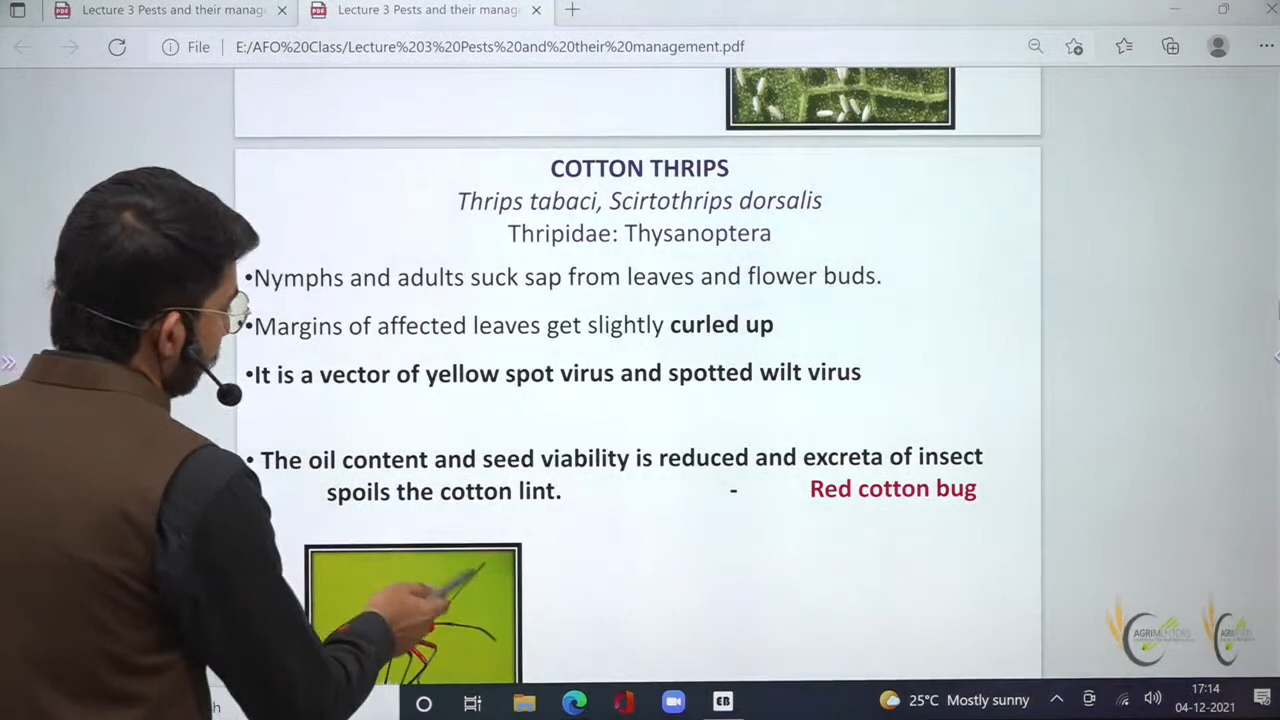 Lecture 3 Pests and their manag
Lecture 3 Pests and their manag
File
E:/AFO%20Class/Lecture%203%20Pests%20and%20their%20management.pdf
COTTON THRIPS
Thrips tabaci, Scirtothrips dorsalis
Thripidae: Thysanoptera
•Nymphs and adults suck sap from leaves and flower buds.
•Margins of affected leaves get slightly curled up
•It is a vector of yellow spot virus and spotted wilt virus
• The oil content and seed viability is reduced and excreta of insect
spoils the cotton lint. - Red cotton bug
AGRIMENTORS
25°C Mostly sunny
17:14
04-12-2021